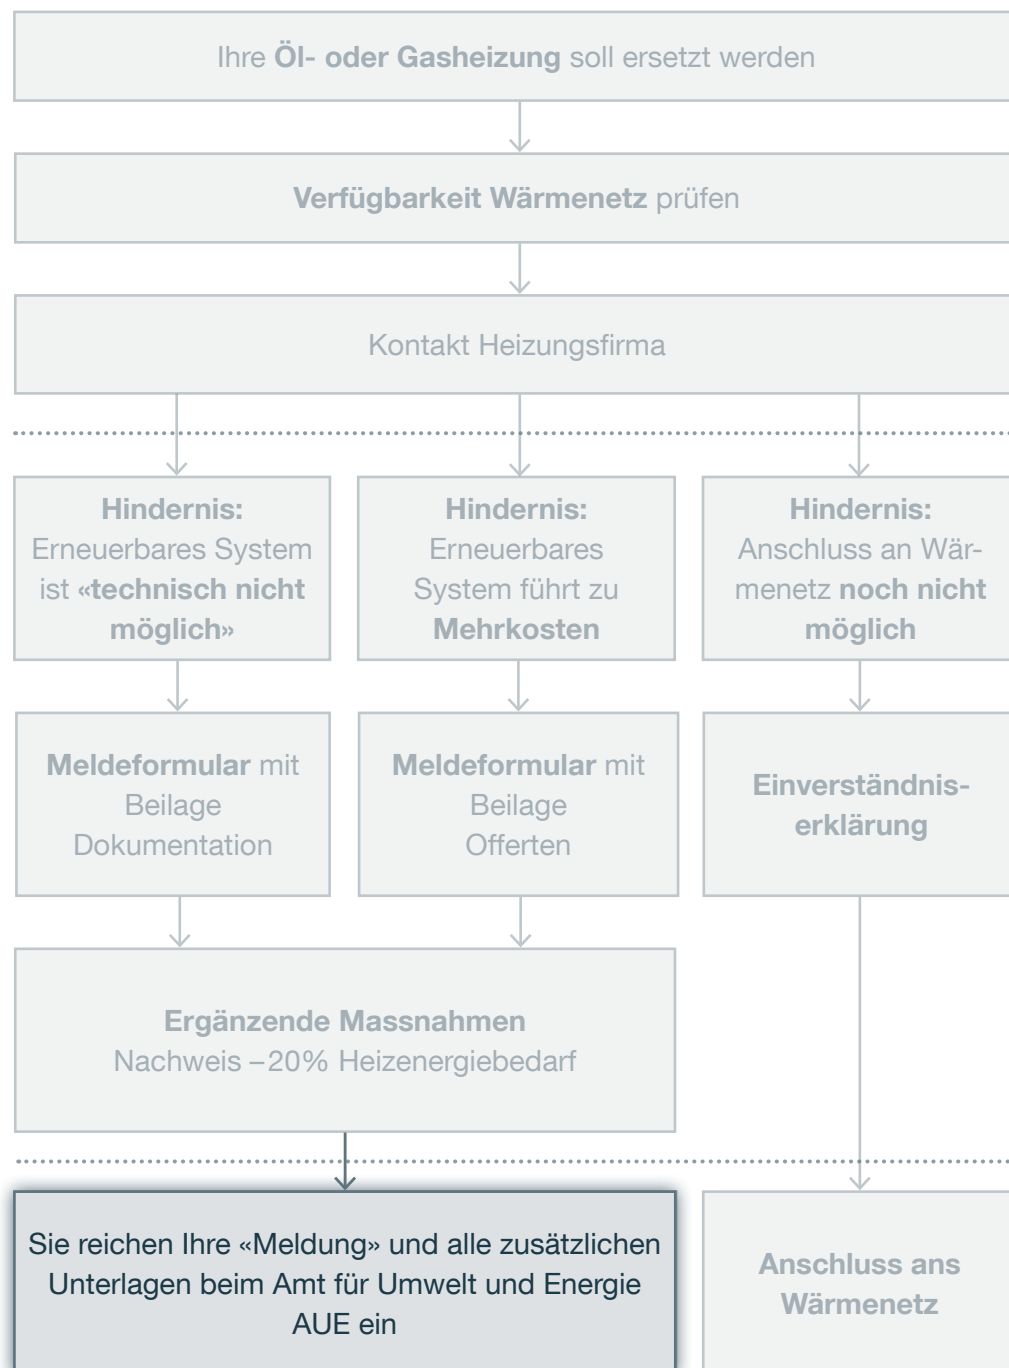 Ihre Öl- oder Gasheizung soll ersetzt werden
Verfügbarkeit Wärmenetz prüfen
Kontakt Heizungsfirma
Hindernis:
Erneuerbares System
ist «technisch nicht
möglich»
Hindernis:
Erneuerbares
System führt zu
Mehrkosten
Hindernis:
Anschluss an Wär-
menetz noch nicht
möglich
Meldeformular mit
Beilage
Dokumentation
Meldeformular mit
Beilage
Offerten
Einverständnis-
erklärung
Ergänzende Massnahmen
Nachweis –20% Heizenergiebedarf
Sie reichen Ihre «Meldung» und alle zusätzlichen
Unterlagen beim Amt für Umwelt und Energie
AUE ein
Anschluss ans
Wärmenetz